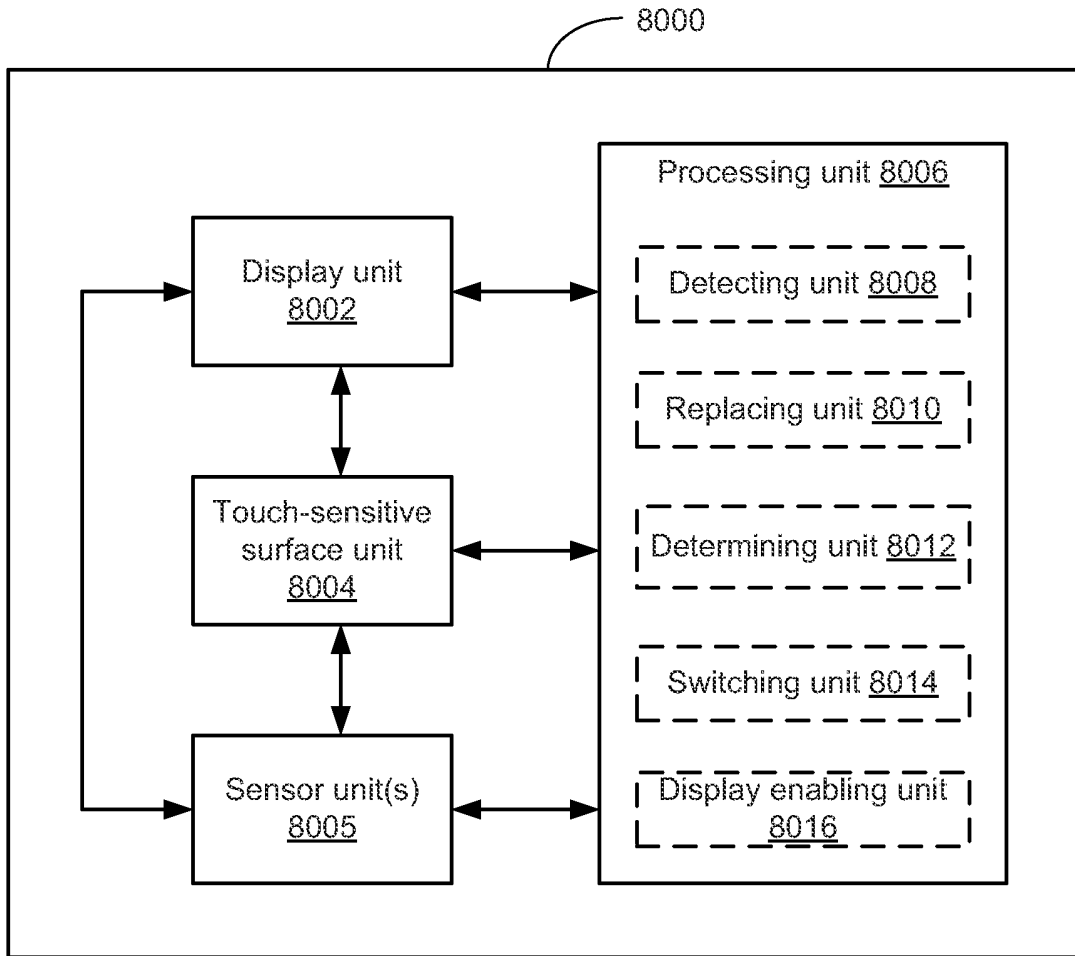 8000
Processing unit 8006
Display unit
8002
Detecting unit 8008
Replacing unit 8010
Touch-sensitive
surface unit
8004
Determining unit 8012
Switching unit 8014
Sensor unit(s)
8005
Display enabling unit
8016